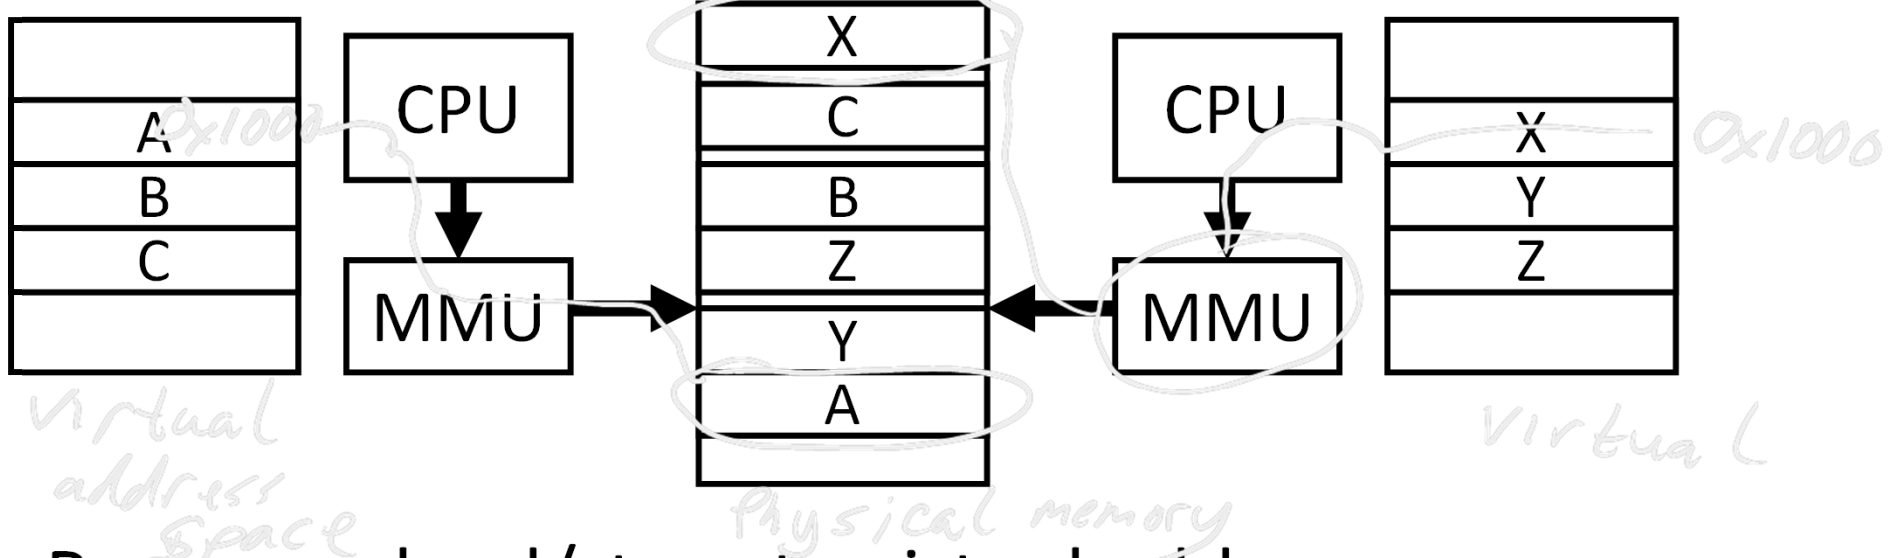 A
0x1000
B
C
CPU
MMU
X
C
B
Z
Y
A
CPU
MMU
X
0x1000
Y
Z
virtual
address
space
Physical memory
virtual